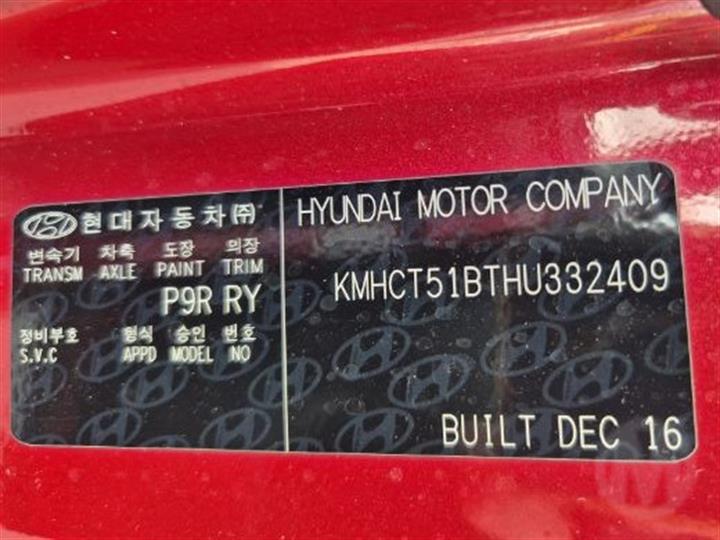 현대자동차㈜
변속기 차축 도장 의장
TRANSM AXLE PAINT TRIM
P9R RY
정비부호 형식 승인 번호
S.V.C APPD MODEL NO
HYUNDAI MOTOR COMPANY
KMHCT51BTHU332409
BUILT DEC 16